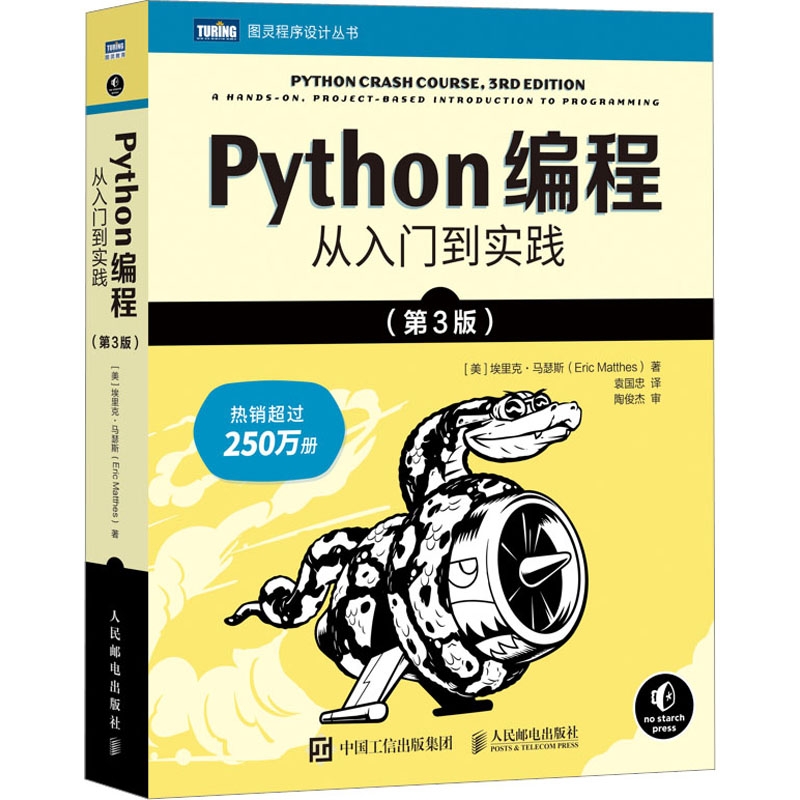 TURING
图灵教育
Python 编程
从入门到实践
（第3版）
［美］埃里克·马瑟斯（Eric Matthes）著
人民邮电出版社
TURING 图灵程序设计丛书
PYTHON CRASH COURSE, 3RD EDITION
A HANDS-ON, PROJECT-BASED INTRODUCTION TO PROGRAMMING
Python 编程
从入门到实践
（第3版）
［美］埃里克·马瑟斯（Eric Matthes）著
袁国忠 译
陶俊杰 审
热销超过
250万册
no starch
press
中国工信出版集团
人民邮电出版社
POSTS & TELECOM PRESS